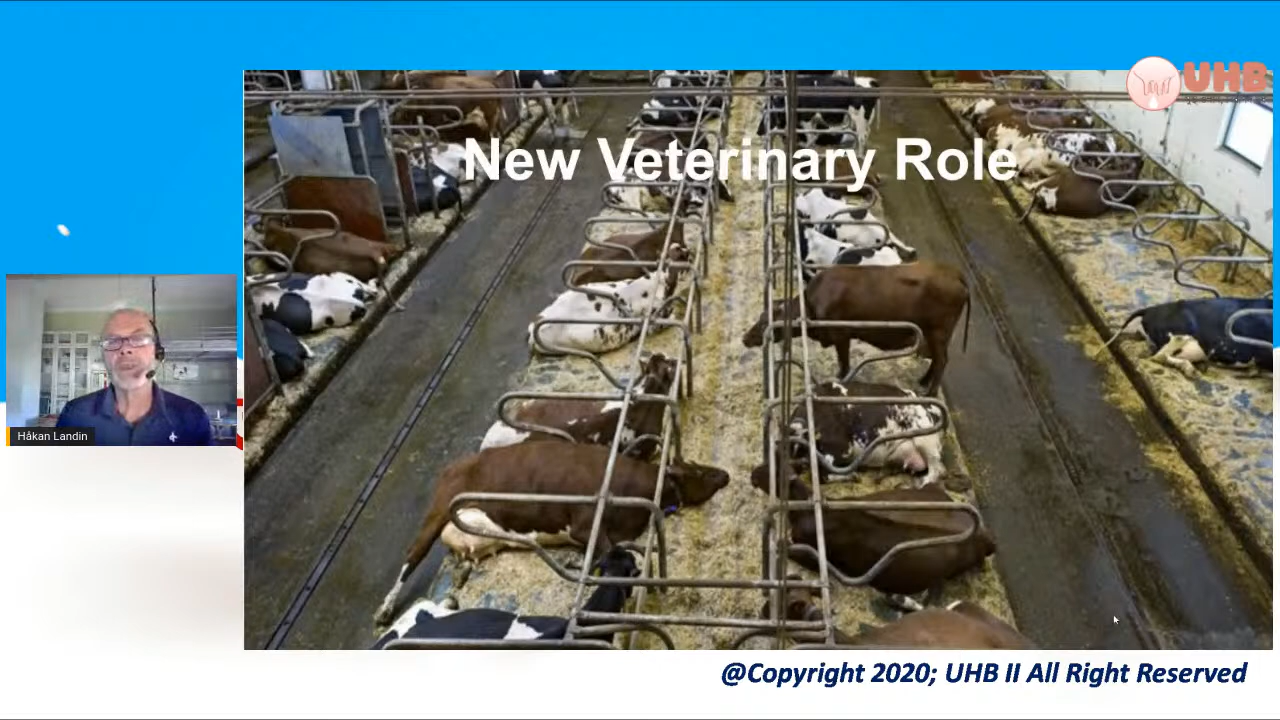 UHB
New Veterinary Role
Håkan Landin
@Copyright 2020; UHB II All Right Reserved